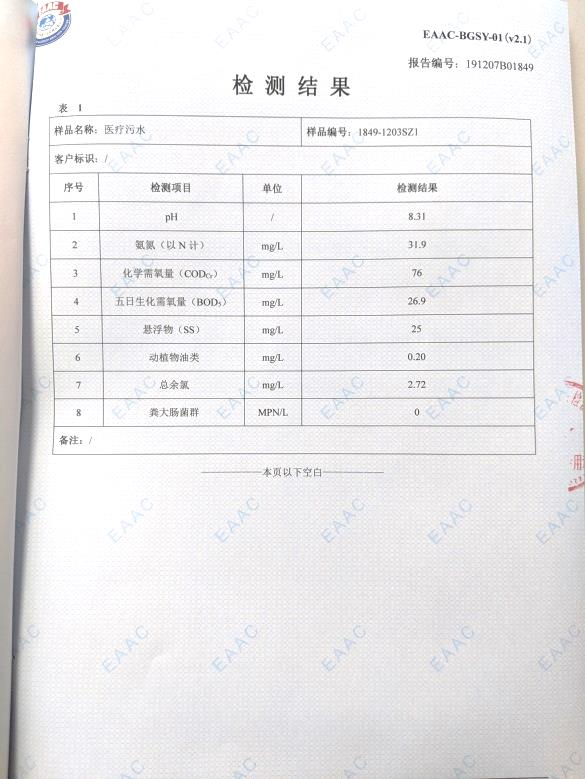 EAAC
EAAC-BGSY-01(v2.1)
报告编号：191207B01849
检测结果
表 1
样品名称：医疗污水 样品编号：1849-1203SZ1
客户标识：/
序号 检测项目 单位 检测结果
1 pH / 8.31
2 氨氮（以 N 计） mg/L 31.9
3 化学需氧量（CODCr） mg/L 76
4 五日生化需氧量（BOD5） mg/L 26.9
5 悬浮物（SS） mg/L 25
6 动植物油类 mg/L 0.20
7 总余氯 mg/L 2.72
8 粪大肠菌群 MPN/L 0
备注：/
——————本页以下空白——————